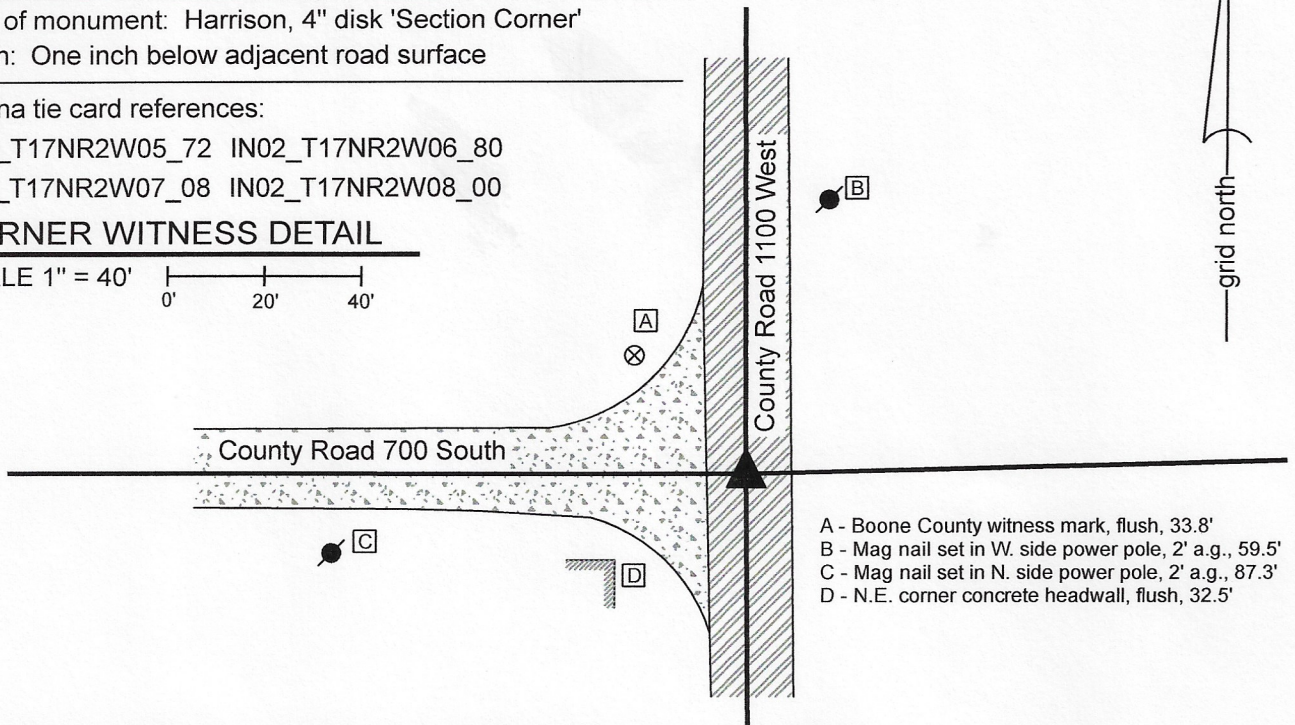 of monument: Harrison, 4" disk 'Section Corner'
One inch below adjacent road surface
tie card references:
_T17NR2W05_72 IN02_T17NR2W06_80
_T17NR2W07_08 IN02_T17NR2W08_00
WITNESS DETAIL
1" = 40'
0' 20' 40'
County Road 1100 West
B
grid north
A
County Road 700 South
C
D
A - Boone County witness mark, flush, 33.8'
B - Mag nail set in W. side power pole, 2' a.g., 59.5'
C - Mag nail set in N. side power pole, 2' a.g., 87.3'
D - N.E. corner concrete headwall, flush, 32.5'